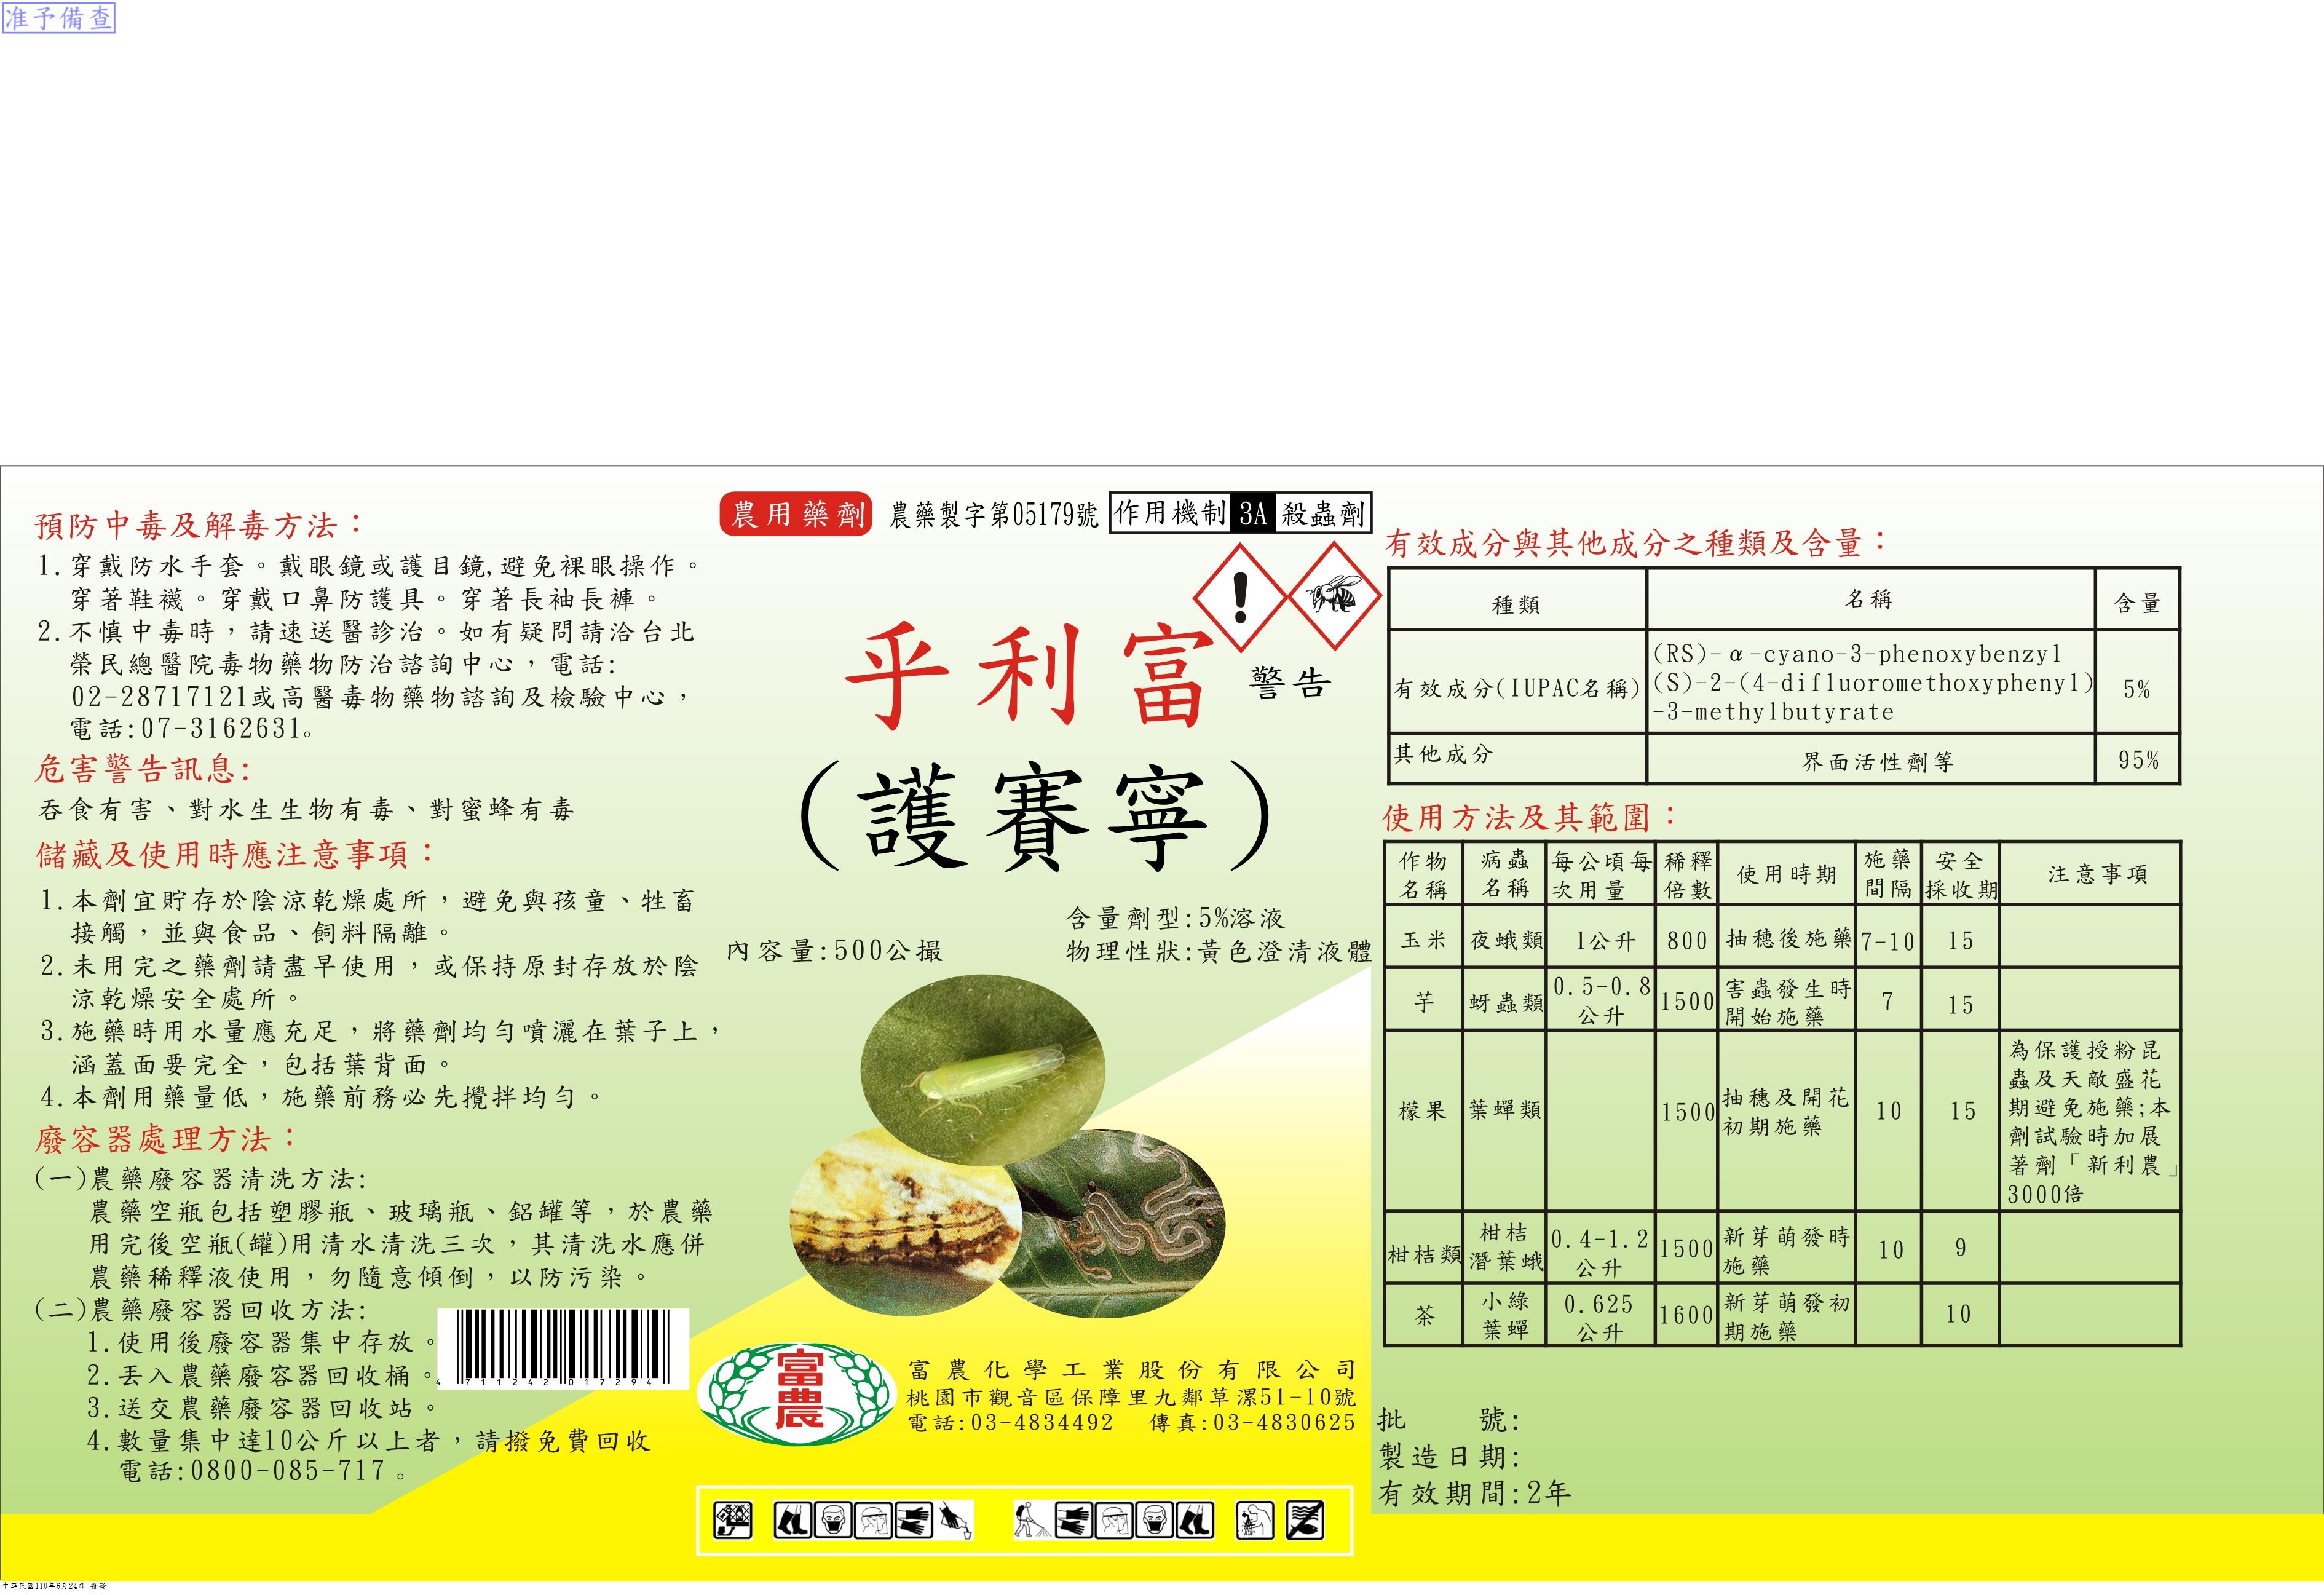 准予備查
預防中毒及解毒方法：
1.穿戴防水手套。戴眼鏡或護目鏡,避免裸眼操作。
穿著鞋襪。穿戴口鼻防護具。穿著長袖長褲。
2.不慎中毒時，請速送醫診治。如有疑問請洽台北
榮民總醫院毒物藥物防治諮詢中心，電話:
02-28717121或高醫毒物藥物諮詢及檢驗中心，
電話:07-3162631。
危害警告訊息:
吞食有害、對水生生物有毒、對蜜蜂有毒
儲藏及使用時應注意事項：
1.本劑宜貯存於陰涼乾燥處所，避免與孩童、牲畜
接觸，並與食品、飼料隔離。
2.未用完之藥劑請盡早使用，或保持原封存放於陰
涼乾燥安全處所。
3.施藥時用水量應充足，將藥劑均勻噴灑在葉子上，
涵蓋面要完全，包括葉背面。
4.本劑用藥量低，施藥前務必先攪拌均勻。
廢容器處理方法：
(一)農藥廢容器清洗方法:
農藥空瓶包括塑膠瓶、玻璃瓶、鋁罐等，於農藥
用完後空瓶(罐)用清水清洗三次，其清洗水應併
農藥稀釋液使用，勿隨意傾倒，以防污染。
(二)農藥廢容器回收方法:
1.使用後廢容器集中存放。
2.丟入農藥廢容器回收桶。
3.送交農藥廢容器回收站。
4.數量集中達10公斤以上者，請撥免費回收
電話:0800-085-717。
4 711242 017294
農用藥劑 農藥製字第05179號 作用機制 3A 殺蟲劑
乎利富
警告
(護賽寧)
含量劑型:5%溶液
內容量:500公撮 物理性狀:黃色澄清液體
富農
富農化學工業股份有限公司
桃園市觀音區保障里九鄰草漯51-10號
電話:03-4834492 傳真:03-4830625
有效成分與其他成分之種類及含量：
種類 名稱 含量
有效成分(IUPAC名稱) (RS)-α-cyano-3-phenoxybenzyl
(S)-2-(4-difluoromethoxyphenyl) 5%
-3-methylbutyrate
其他成分 界面活性劑等 95%
使用方法及其範圍：
作物 病蟲 每公頃每 稀釋 使用時期 施藥 安全 注意事項
名稱 名稱 次用量 倍數 間隔 採收期
玉米 夜蛾類 1公升 800 抽穗後施藥 7-10 15
芋 蚜蟲類 0.5-0.8 1500 害蟲發生時 7 15
公升 開始施藥
檬果 葉蟬類 1500 抽穗及開花 10 15
初期施藥
為保護授粉昆
蟲及天敵盛花
期避免施藥;本
劑試驗時加展
著劑「新利農」
3000倍
柑桔類 柑桔 0.4-1.2 1500 新芽萌發時 10 9
潛葉蛾 公升 施藥
茶 小綠 0.625 1600 新芽萌發初 10
葉蟬 公升 期施藥
批 號:
製造日期:
有效期間:2年
中華民國110年6月24日 簽發